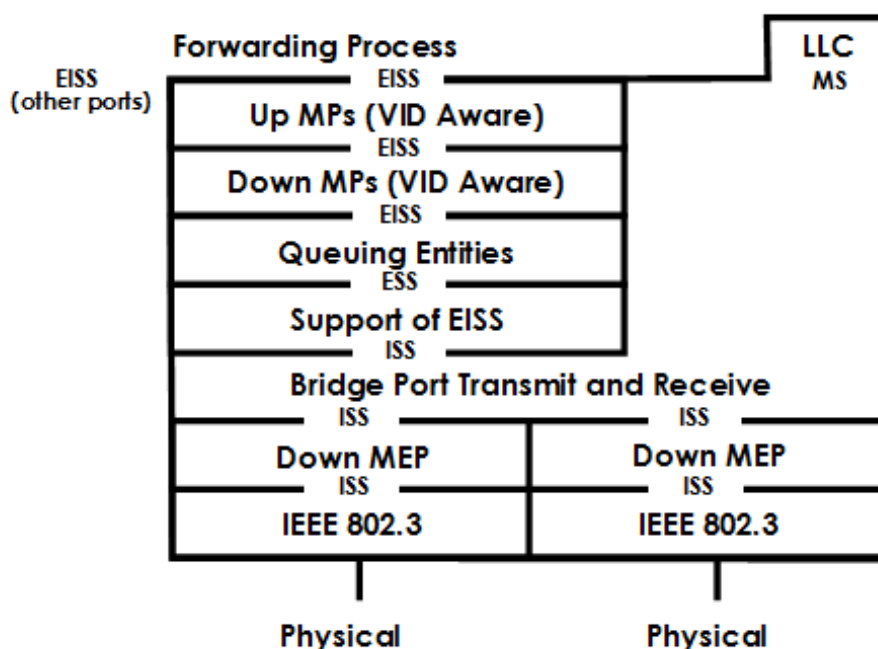 Forwarding Process
LLC
MS
EISS
(other ports)
EISS
Up MPs (VID Aware)
EISS
Down MPs (VID Aware)
EISS
Queuing Entities
ESS
Support of EISS
ISS
Bridge Port Transmit and Receive
ISS ISS
Down MEP Down MEP
ISS ISS
IEEE 802.3 IEEE 802.3
Physical Physical